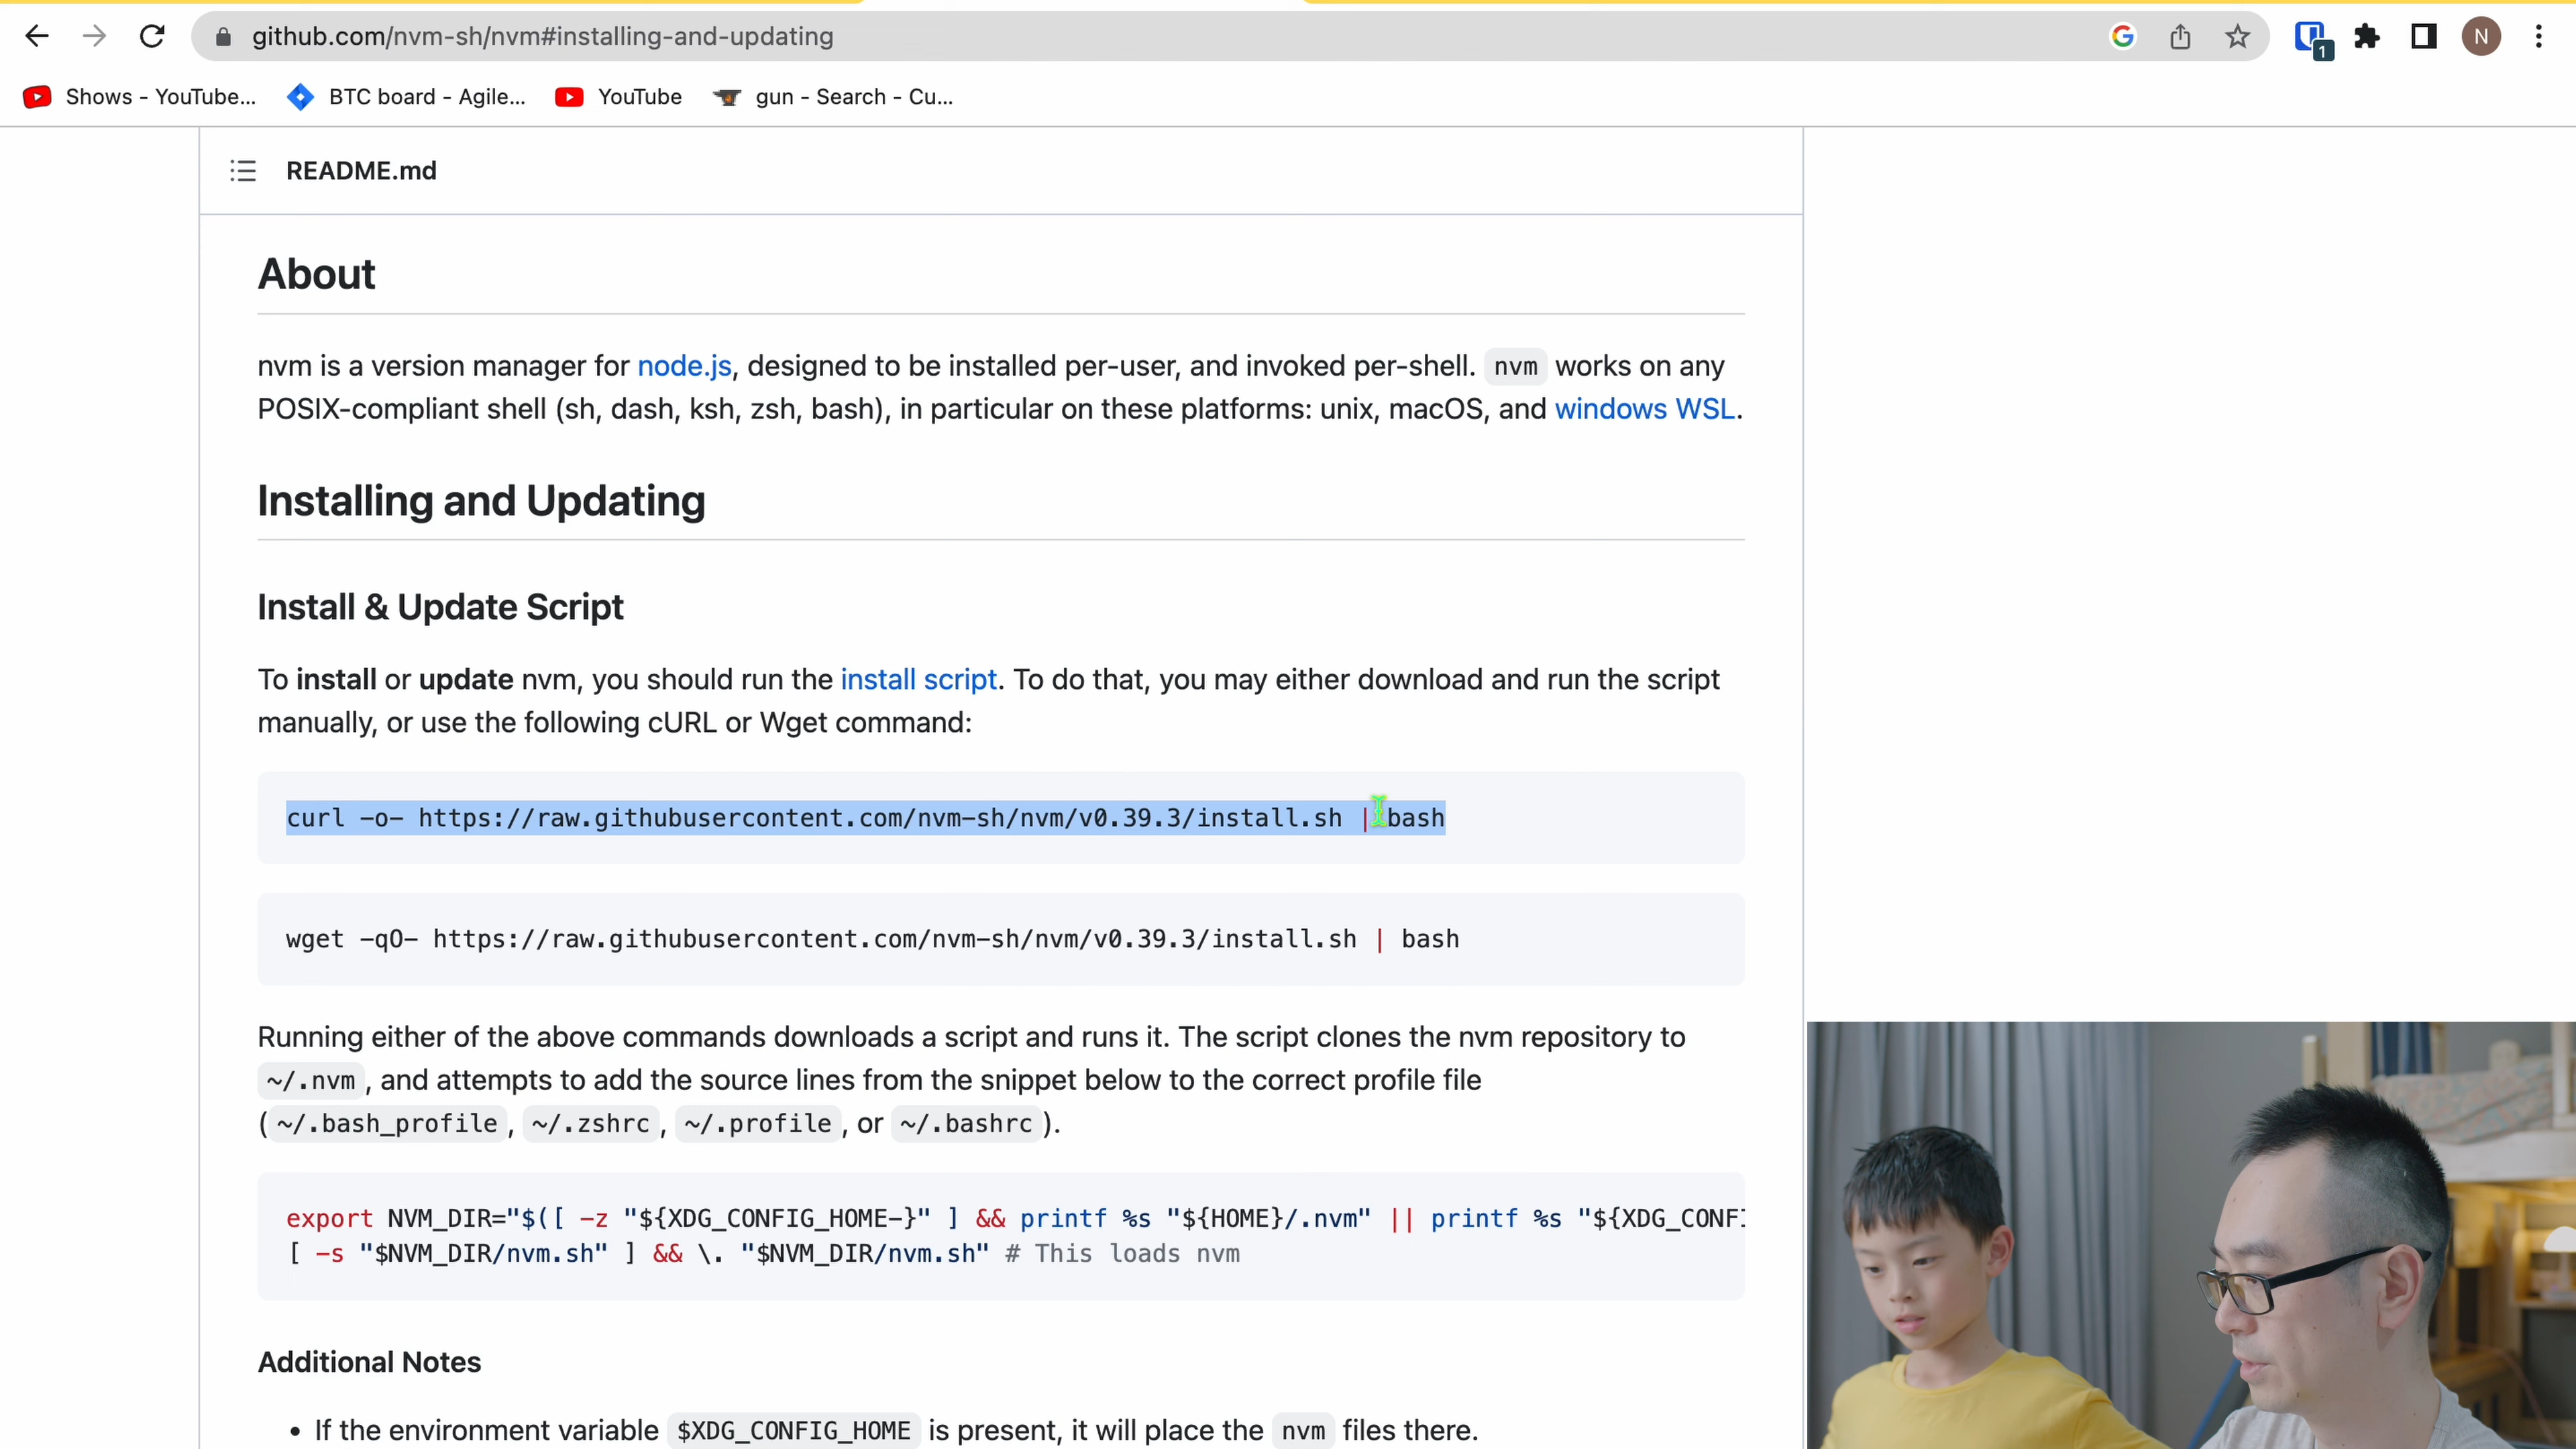 github.com/nvm-sh/nvm#installing-and-updating
1
N
Shows - YouTube...
BTC board - Agile...
YouTube
gun - Search - Cu...
README.md
About
nvm is a version manager for node.js, designed to be installed per-user, and invoked per-shell. nvm works on any
POSIX-compliant shell (sh, dash, ksh, zsh, bash), in particular on these platforms: unix, macOS, and windows WSL.
Installing and Updating
Install & Update Script
To install or update nvm, you should run the install script. To do that, you may either download and run the script
manually, or use the following cURL or Wget command:
curl -o- https://raw.githubusercontent.com/nvm-sh/nvm/v0.39.3/install.sh | bash
wget -qO- https://raw.githubusercontent.com/nvm-sh/nvm/v0.39.3/install.sh | bash
Running either of the above commands downloads a script and runs it. The script clones the nvm repository to
~/.nvm, and attempts to add the source lines from the snippet below to the correct profile file
(~/.bash_profile, ~/.zshrc, ~/.profile, or ~/.bashrc).
export NVM_DIR="$([ -z "${XDG_CONFIG_HOME-}" ] && printf %s "${HOME}/.nvm" || printf %s "${XDG_CONFI
[ -s "$NVM_DIR/nvm.sh" ] && \. "$NVM_DIR/nvm.sh" # This loads nvm
Additional Notes
• If the environment variable $XDG_CONFIG_HOME is present, it will place the nvm files there.